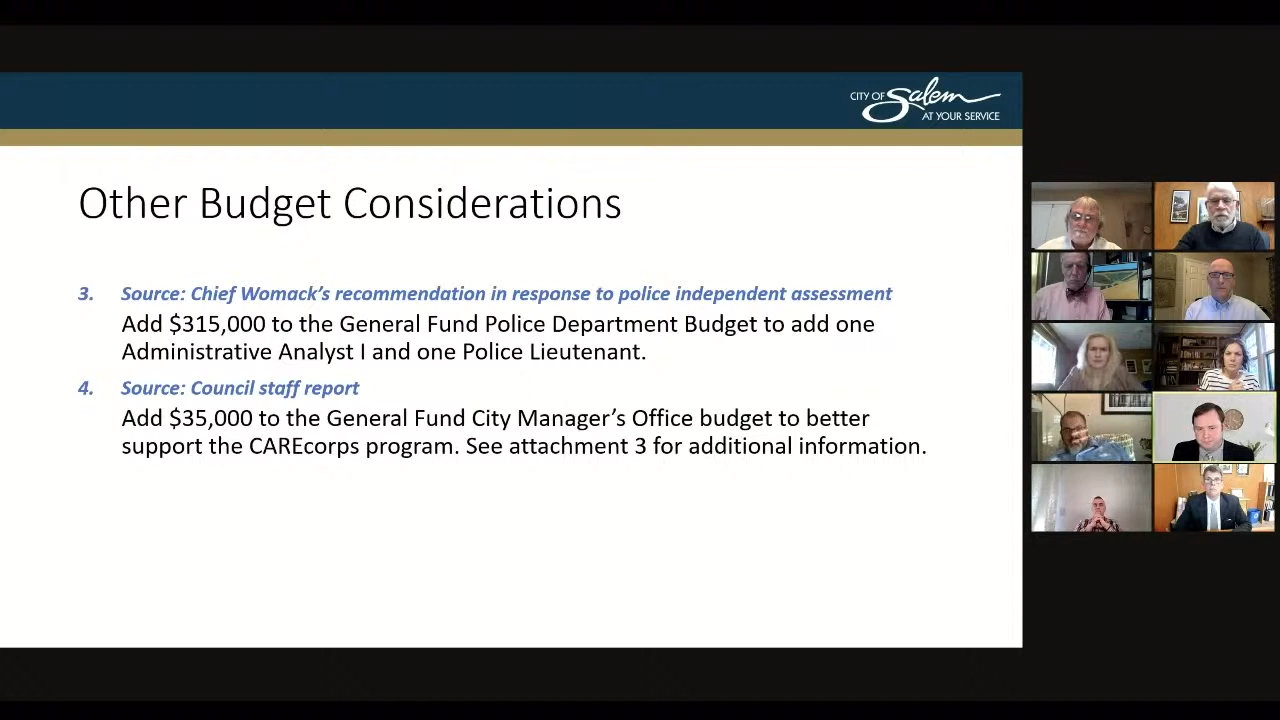 CITY OF Salem
AT YOUR SERVICE
Other Budget Considerations
3. Source: Chief Womack's recommendation in response to police independent assessment
Add $315,000 to the General Fund Police Department Budget to add one
Administrative Analyst I and one Police Lieutenant.
4. Source: Council staff report
Add $35,000 to the General Fund City Manager's Office budget to better
support the CAREcorps program. See attachment 3 for additional information.